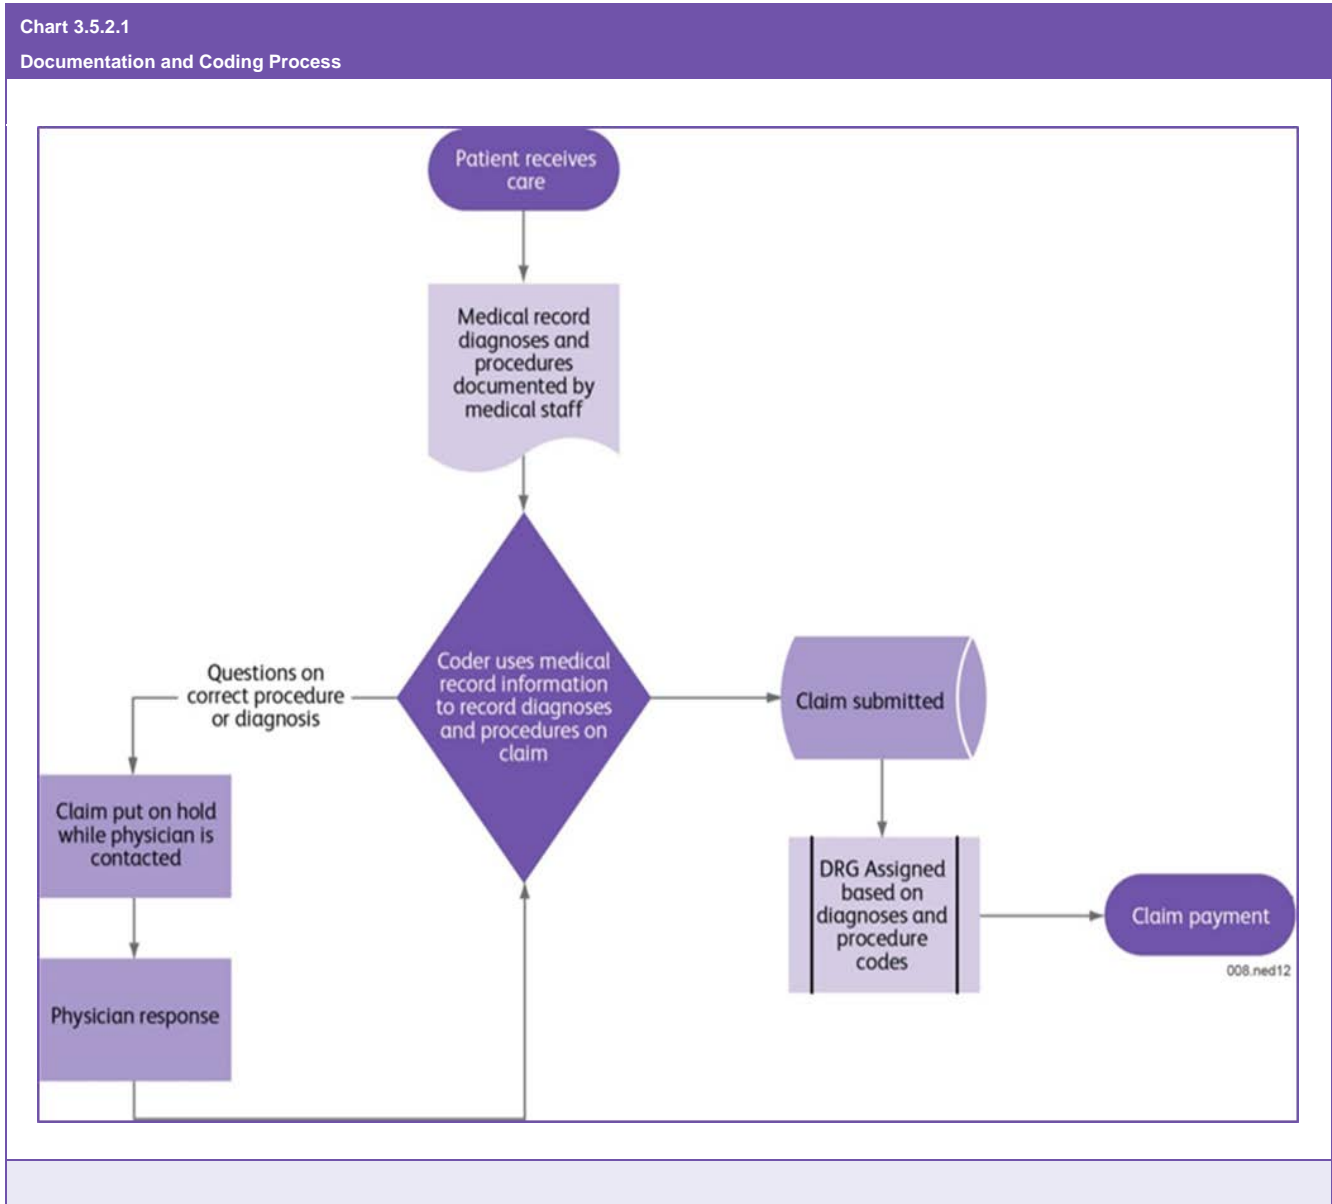 Chart 3.5.2.1
Documentation and Coding Process
Patient receives
care
Medical record
diagnoses and
procedures
documented by
medical staff
Coder uses medical
record information
to record diagnoses
and procedures on
claim
Questions on
correct procedure
or diagnosis
Claim put on hold
while physician is
contacted
Physician response
Claim submitted
DRG Assigned
based on
diagnoses and
procedure
codes
Claim payment
008.ned12